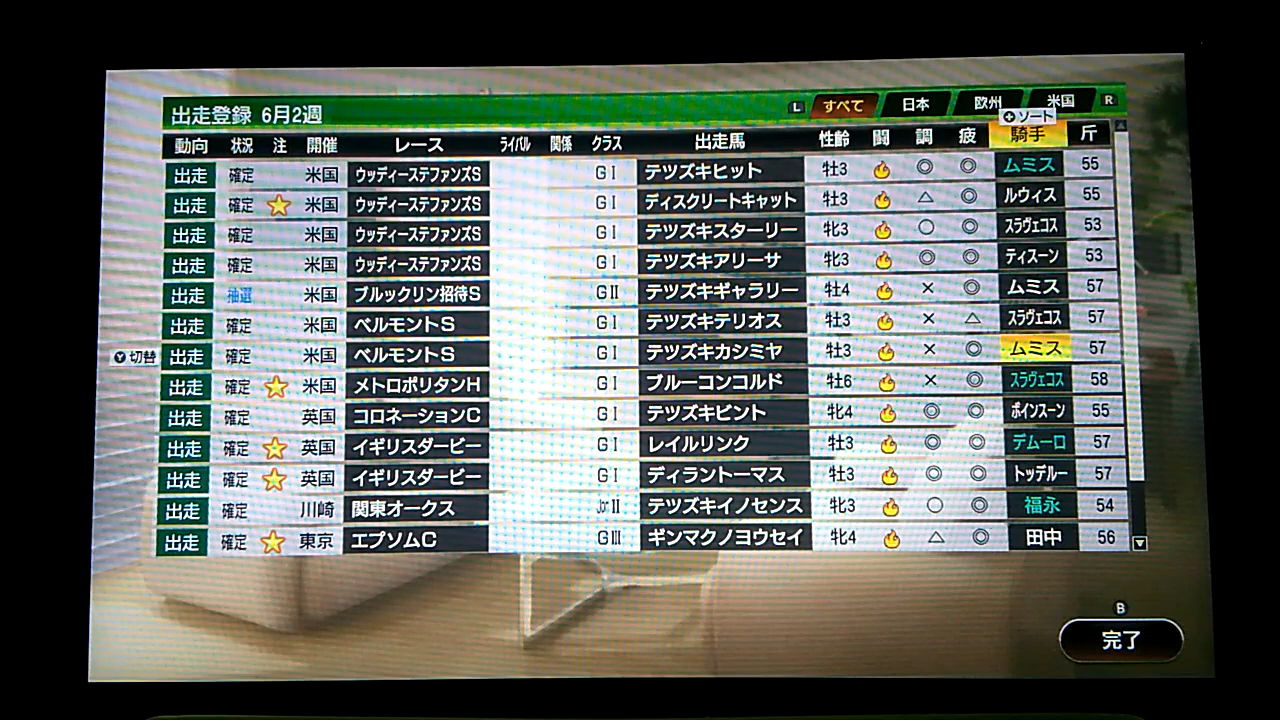 出走登録 6月2週
L すべて 日本 欧州 米国 R
ソート
動向 状況 注 開催 レース ライバル 関係 クラス 出走馬 性齢 闘 調 疲 騎手 斤
出走 確定 米国 ウッディーステファンズS GⅠ テツズキヒット 牡3 ◎ ◎ ムミス 55
出走 確定 米国 ウッディーステファンズS GⅠ ディスクリートキャット 牡3 △ ◎ ルウィス 55
出走 確定 米国 ウッディーステファンズS GⅠ テツズキスターリー 牝3 ○ ◎ スラヴェコス 53
出走 確定 米国 ウッディーステファンズS GⅠ テツズキアリーサ 牝3 ◎ ◎ ティスーン 53
出走 抽選 米国 ブルックリン招待S GⅡ テツズキギャラリー 牡4 × ◎ ムミス 57
出走 確定 米国 ベルモントS GⅠ テツズキテリオス 牡3 × △ スラヴェコス 57
Y 切替 出走 確定 米国 ベルモントS GⅠ テツズキカシミヤ 牡3 × ◎ ムミス 57
出走 確定 米国 メトロポリタンH GⅠ ブルーコンコルド 牡6 × ◎ スラヴェコス 58
出走 確定 英国 コロネーションC GⅠ テツズキビント 牝4 ◎ ◎ ポインスーン 55
出走 確定 英国 イギリスダービー GⅠ レイルリンク 牡3 ◎ ◎ デムーロ 57
出走 確定 英国 イギリスダービー GⅠ ディラントーマス 牡3 ◎ ◎ トッデルー 57
出走 確定 川崎 関東オークス JrⅡ テツズキイノセンス 牝3 ○ ◎ 福永 54
出走 確定 東京 エプソムC GⅢ ギンマクノヨウセイ 牝4 △ ◎ 田中 56
B
完了